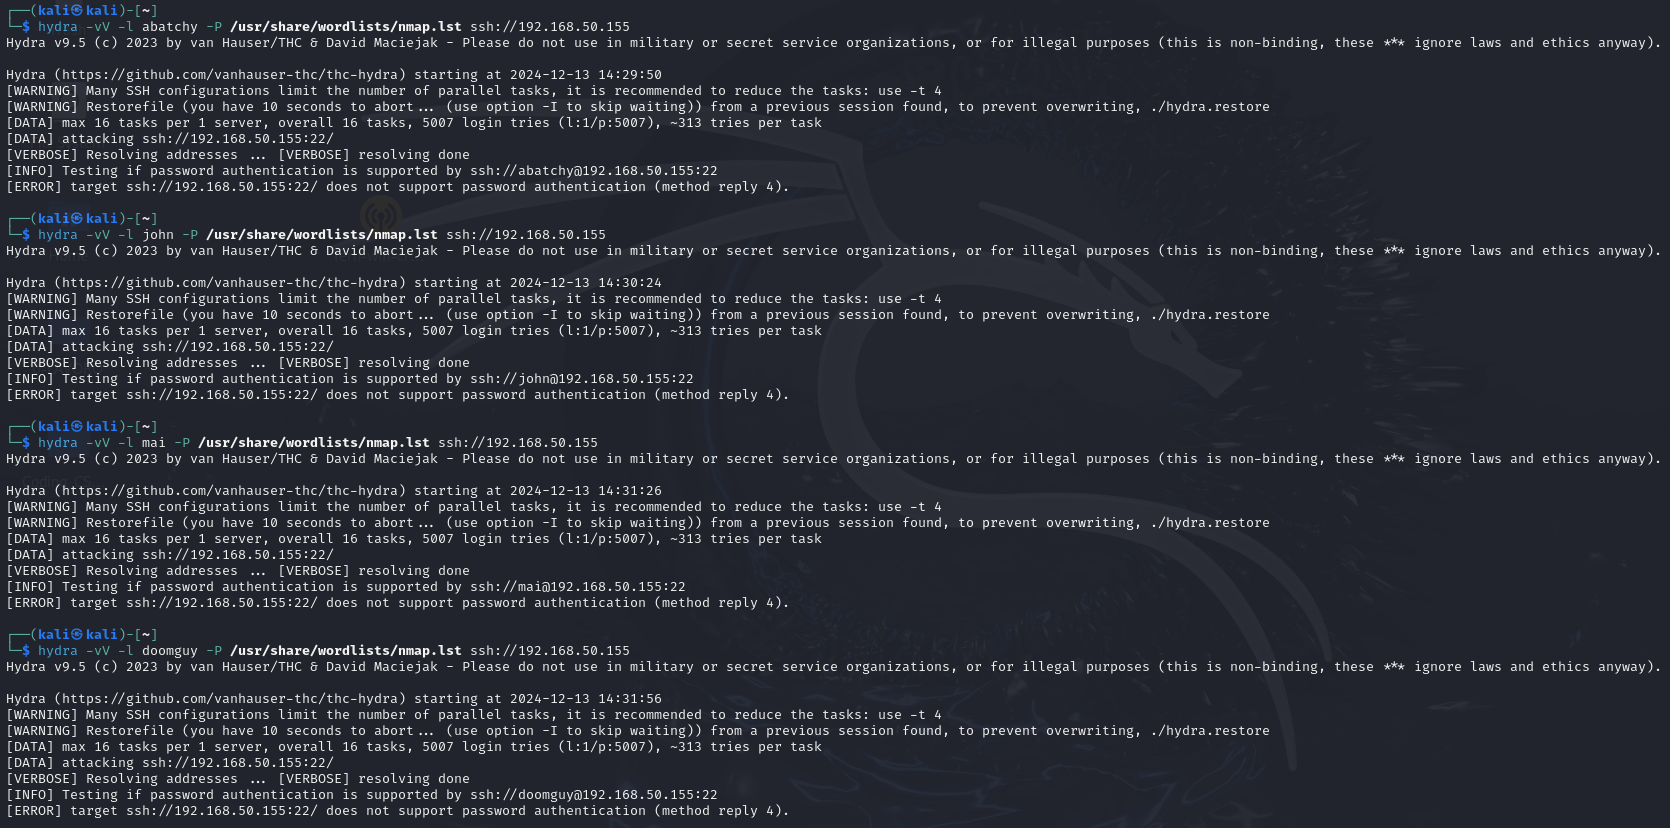 ┌──(kali㉿kali)-[~]
└─$ hydra -vV -l abatchy -P /usr/share/wordlists/nmap.lst ssh://192.168.50.155
Hydra v9.5 (c) 2023 by van Hauser/THC & David Maciejak - Please do not use in military or secret service organizations, or for illegal purposes (this is non-binding, these *** ignore laws and ethics anyway).

Hydra (https://github.com/vanhauser-thc/thc-hydra) starting at 2024-12-13 14:29:50
[WARNING] Many SSH configurations limit the number of parallel tasks, it is recommended to reduce the tasks: use -t 4
[WARNING] Restorefile (you have 10 seconds to abort... (use option -I to skip waiting)) from a previous session found, to prevent overwriting, ./hydra.restore
[DATA] max 16 tasks per 1 server, overall 16 tasks, 5007 login tries (l:1/p:5007), ~313 tries per task
[DATA] attacking ssh://192.168.50.155:22/
[VERBOSE] Resolving addresses ... [VERBOSE] resolving done
[INFO] Testing if password authentication is supported by ssh://abatchy@192.168.50.155:22
[ERROR] target ssh://192.168.50.155:22/ does not support password authentication (method reply 4).

┌──(kali㉿kali)-[~]
└─$ hydra -vV -l john -P /usr/share/wordlists/nmap.lst ssh://192.168.50.155
Hydra v9.5 (c) 2023 by van Hauser/THC & David Maciejak - Please do not use in military or secret service organizations, or for illegal purposes (this is non-binding, these *** ignore laws and ethics anyway).

Hydra (https://github.com/vanhauser-thc/thc-hydra) starting at 2024-12-13 14:30:24
[WARNING] Many SSH configurations limit the number of parallel tasks, it is recommended to reduce the tasks: use -t 4
[WARNING] Restorefile (you have 10 seconds to abort... (use option -I to skip waiting)) from a previous session found, to prevent overwriting, ./hydra.restore
[DATA] max 16 tasks per 1 server, overall 16 tasks, 5007 login tries (l:1/p:5007), ~313 tries per task
[DATA] attacking ssh://192.168.50.155:22/
[VERBOSE] Resolving addresses ... [VERBOSE] resolving done
[INFO] Testing if password authentication is supported by ssh://john@192.168.50.155:22
[ERROR] target ssh://192.168.50.155:22/ does not support password authentication (method reply 4).

┌──(kali㉿kali)-[~]
└─$ hydra -vV -l mai -P /usr/share/wordlists/nmap.lst ssh://192.168.50.155
Hydra v9.5 (c) 2023 by van Hauser/THC & David Maciejak - Please do not use in military or secret service organizations, or for illegal purposes (this is non-binding, these *** ignore laws and ethics anyway).

Hydra (https://github.com/vanhauser-thc/thc-hydra) starting at 2024-12-13 14:31:26
[WARNING] Many SSH configurations limit the number of parallel tasks, it is recommended to reduce the tasks: use -t 4
[WARNING] Restorefile (you have 10 seconds to abort... (use option -I to skip waiting)) from a previous session found, to prevent overwriting, ./hydra.restore
[DATA] max 16 tasks per 1 server, overall 16 tasks, 5007 login tries (l:1/p:5007), ~313 tries per task
[DATA] attacking ssh://192.168.50.155:22/
[VERBOSE] Resolving addresses ... [VERBOSE] resolving done
[INFO] Testing if password authentication is supported by ssh://mai@192.168.50.155:22
[ERROR] target ssh://192.168.50.155:22/ does not support password authentication (method reply 4).

┌──(kali㉿kali)-[~]
└─$ hydra -vV -l doomguy -P /usr/share/wordlists/nmap.lst ssh://192.168.50.155
Hydra v9.5 (c) 2023 by van Hauser/THC & David Maciejak - Please do not use in military or secret service organizations, or for illegal purposes (this is non-binding, these *** ignore laws and ethics anyway).

Hydra (https://github.com/vanhauser-thc/thc-hydra) starting at 2024-12-13 14:31:56
[WARNING] Many SSH configurations limit the number of parallel tasks, it is recommended to reduce the tasks: use -t 4
[WARNING] Restorefile (you have 10 seconds to abort... (use option -I to skip waiting)) from a previous session found, to prevent overwriting, ./hydra.restore
[DATA] max 16 tasks per 1 server, overall 16 tasks, 5007 login tries (l:1/p:5007), ~313 tries per task
[DATA] attacking ssh://192.168.50.155:22/
[VERBOSE] Resolving addresses ... [VERBOSE] resolving done
[INFO] Testing if password authentication is supported by ssh://doomguy@192.168.50.155:22
[ERROR] target ssh://192.168.50.155:22/ does not support password authentication (method reply 4).